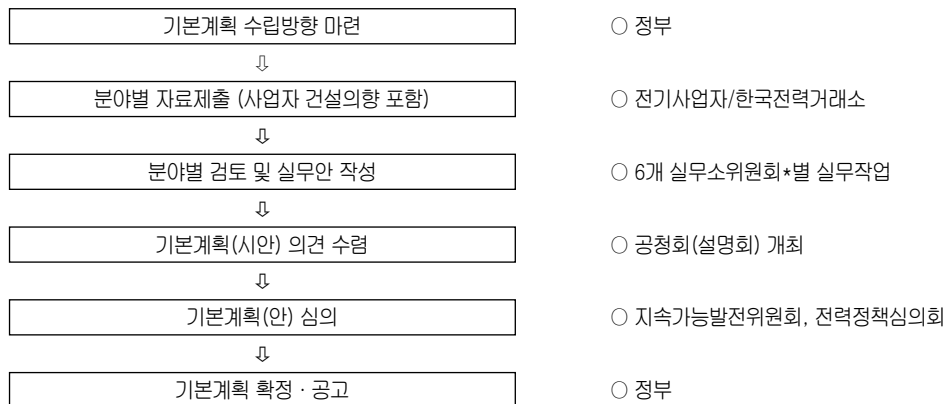 기본계획 수립방향 마련 ○ 정부
⇩
분야별 자료제출 (사업자 건설의향 포함) ○ 전기사업자/한국전력거래소
⇩
분야별 검토 및 실무안 작성 ○ 6개 실무소위원회*별 실무작업
⇩
기본계획(시안) 의견 수렴 ○ 공청회(설명회) 개최
⇩
기본계획(안) 심의 ○ 지속가능발전위원회, 전력정책심의회
⇩
기본계획 확정 · 공고 ○ 정부